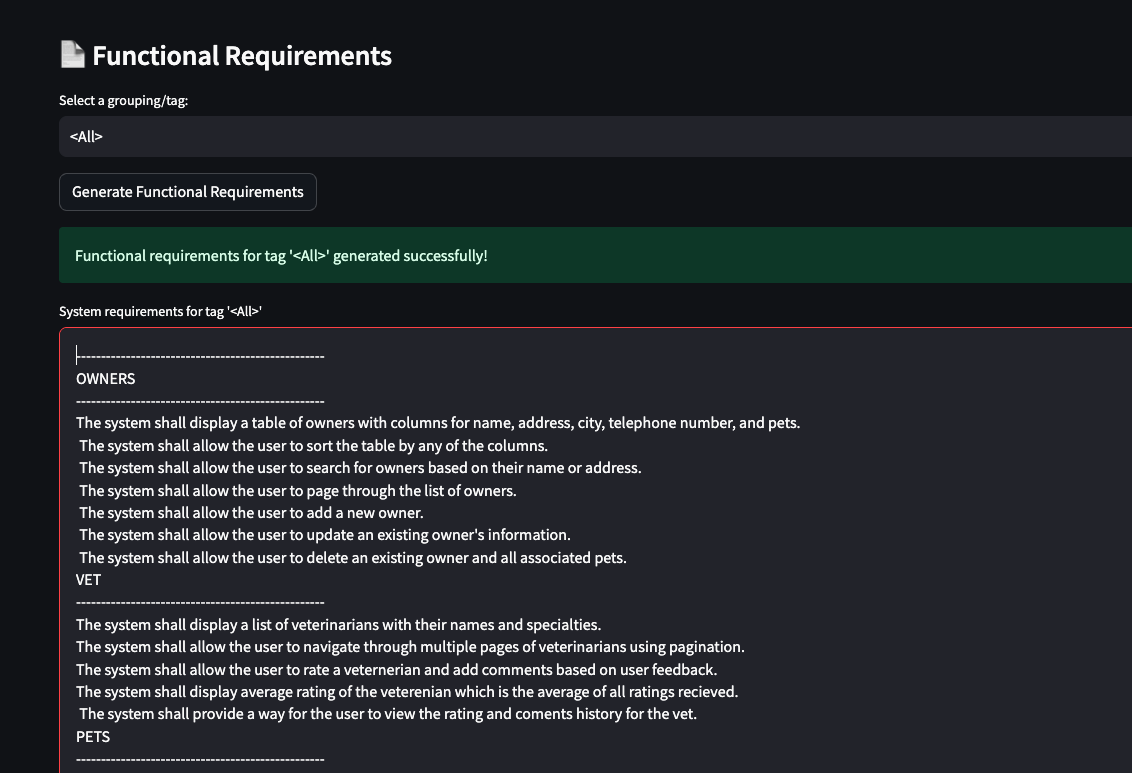 Functional Requirements
Select a grouping/tag:
<All>
Generate Functional Requirements
Functional requirements for tag '<All>' generated successfully!
System requirements for tag '<All>'
--------------------------------------------------
OWNERS
--------------------------------------------------
The system shall display a table of owners with columns for name, address, city, telephone number, and pets.
The system shall allow the user to sort the table by any of the columns.
The system shall allow the user to search for owners based on their name or address.
The system shall allow the user to page through the list of owners.
The system shall allow the user to add a new owner.
The system shall allow the user to update an existing owner's information.
The system shall allow the user to delete an existing owner and all associated pets.
VET
--------------------------------------------------
The system shall display a list of veterinarians with their names and specialties.
The system shall allow the user to navigate through multiple pages of veterinarians using pagination.
The system shall allow the user to rate a veternerian and add comments based on user feedback.
The system shall display average rating of the veterenian which is the average of all ratings recieved.
The system shall provide a way for the user to view the rating and coments history for the vet.
PETS
--------------------------------------------------